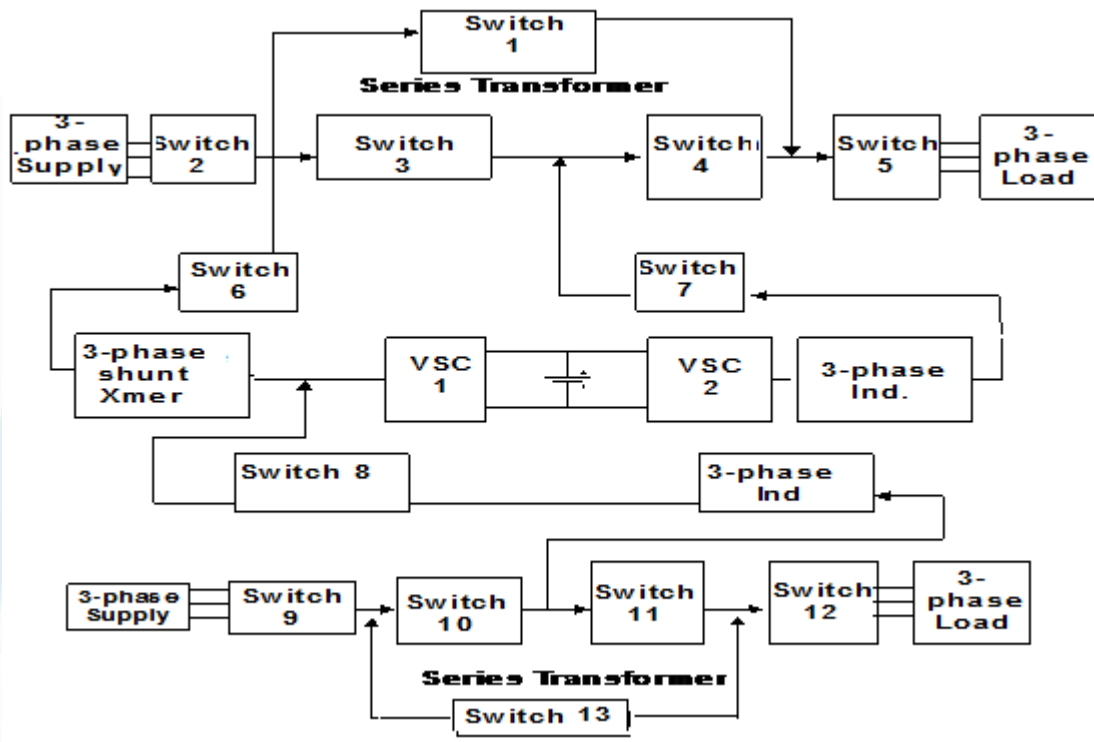 Switch
1
Series Transformer
3-
phase
Supply
Switch
2
Switch
3
Switch
4
Switch
5
3-
phase
Load
Switch
6
Switch
7
3-phase
shunt
Xmer
VSC
1
VSC
2
3-phase
Ind.
Switch 8
3-phase
Ind
3-phase
Supply
Switch
9
Switch
10
Switch
11
Switch
12
3-
phase
Load
Series Transformer
Switch 13